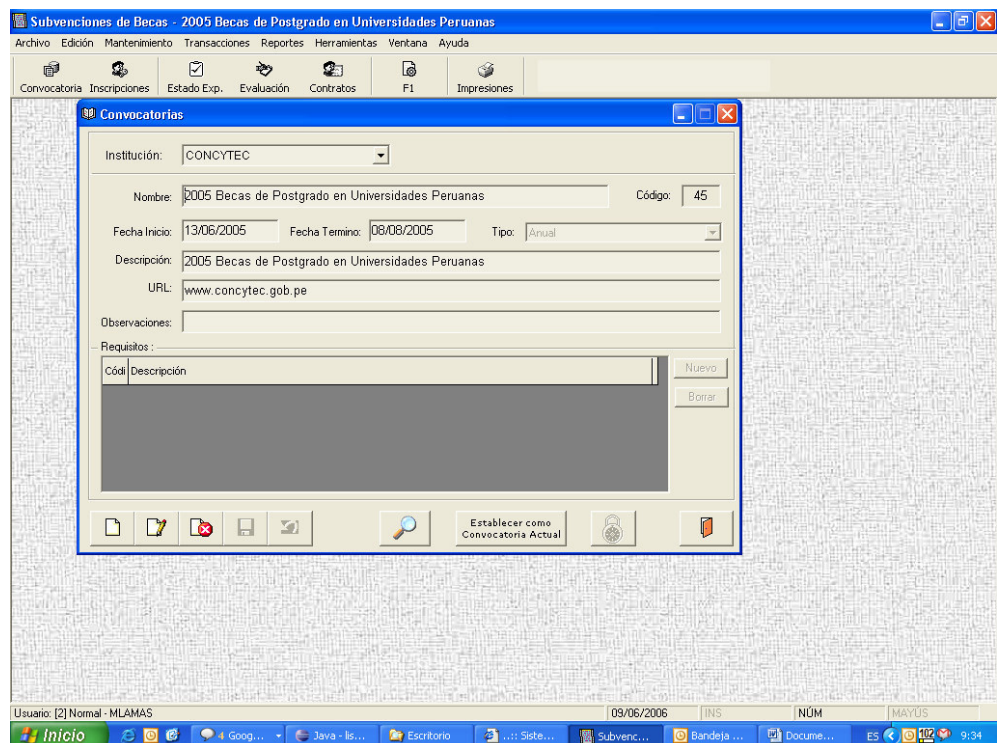 Subvenciones de Becas - 2005 Becas de Postgrado en Universidades Peruanas
Archivo Edición Mantenimiento Transacciones Reportes Herramientas Ventana Ayuda
Convocatoria Inscripciones Estado Exp. Evaluación Contratos F1 Impresiones
Convocatorias
Institución: CONCYTEC
Nombre: 2005 Becas de Postgrado en Universidades Peruanas Código: 45
Fecha Inicio: 13/06/2005 Fecha Termino: 08/08/2005 Tipo: Anual
Descripción: 2005 Becas de Postgrado en Universidades Peruanas
URL: www.concytec.gob.pe
Observaciones:
Requisitos :
Códi Descripción Nuevo
Borrar
Establecer como
Convocatoria Actual
Usuario: [2] Normal - MLAMAS 09/06/2006 INS NÚM MAYÚS
Inicio 4 Goog... Java - lis... Escritorio ..:: Siste... Subvenc... Bandeja ... Docume... ES 102 9:34